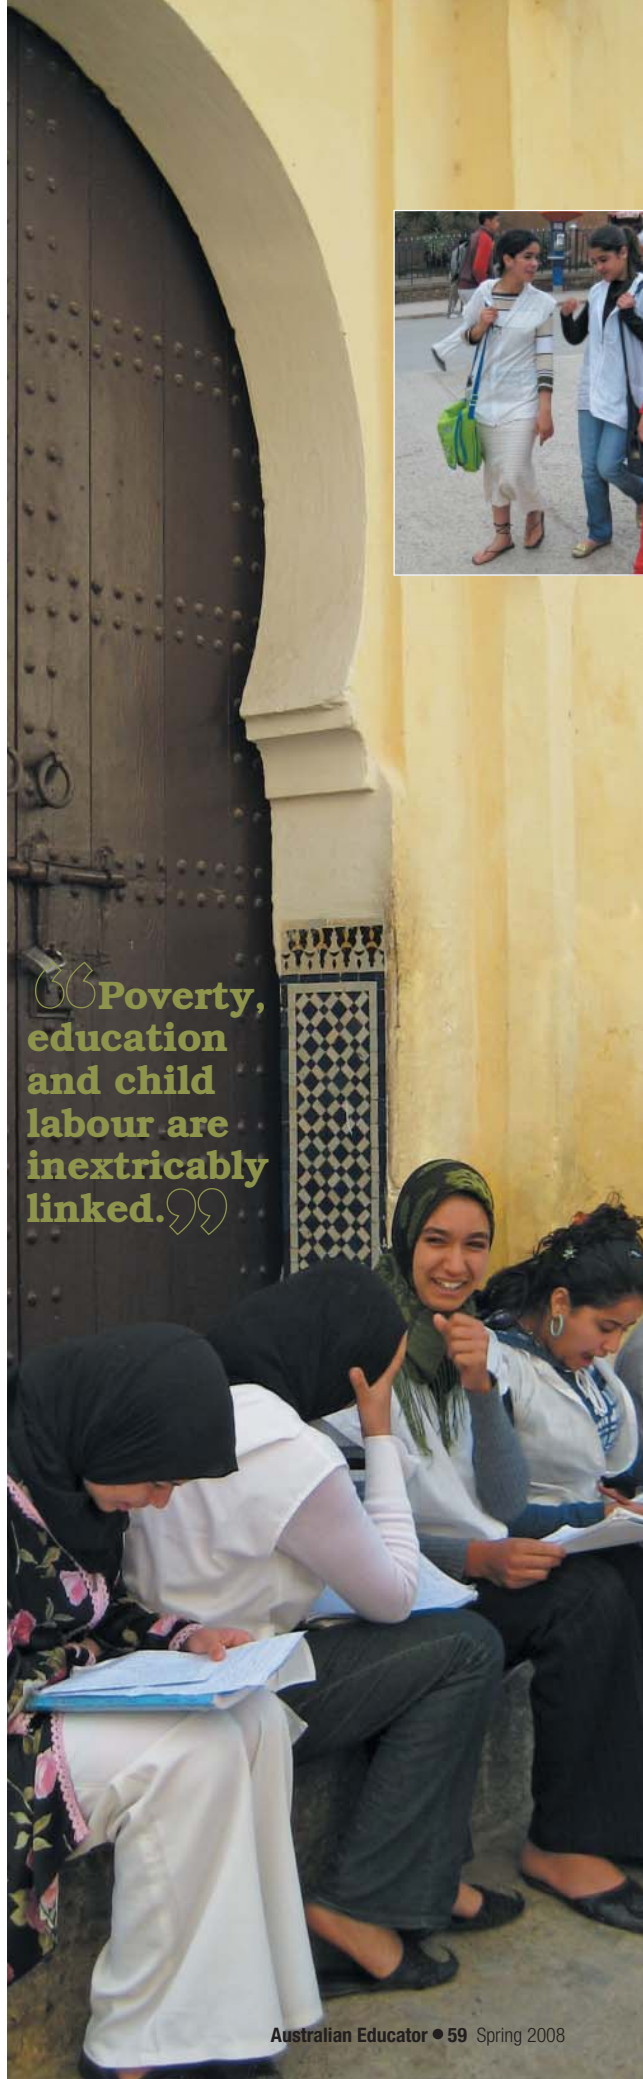 “Poverty,
education
and child
labour are
inextricably
linked.”
Australian Educator ● 59 Spring 2008